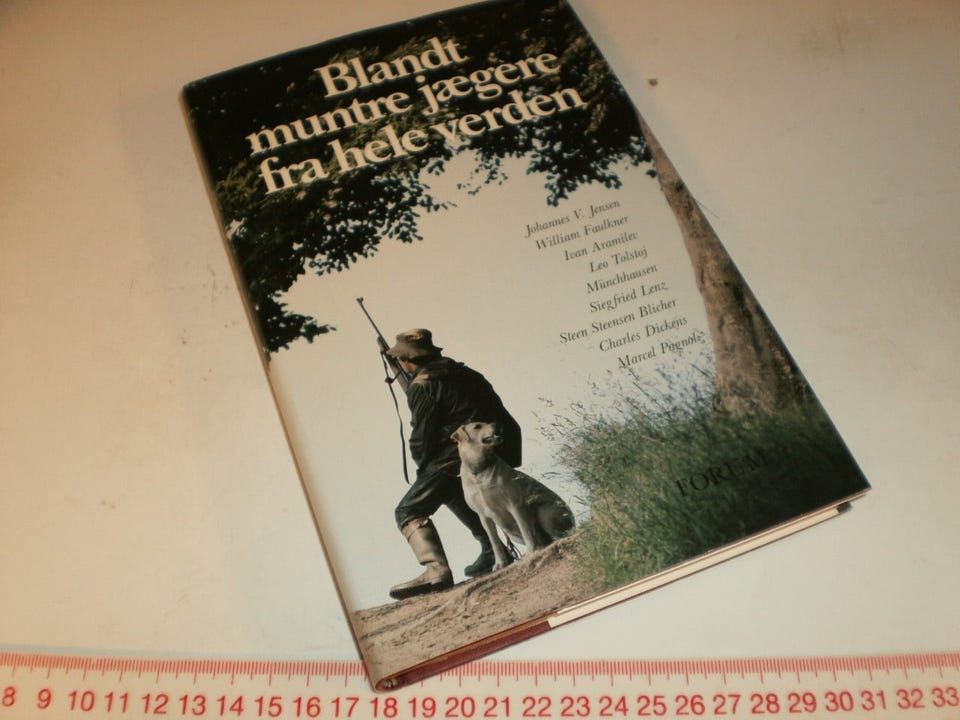 Blandt
muntre jægere
fra hele verden
Johannes V. Jensen
William Faulkner
Ivan Aramilev
Leo Tolstoj
Münchhausen
Siegfried Lenz
Steen Steensen Blicher
Charles Dickens
Marcel Pagnol
FORUM
8 9 10 11 12 13 14 15 16 17 18 19 20 21 22 23 24 25 26 27 28 29 30 31 32 33